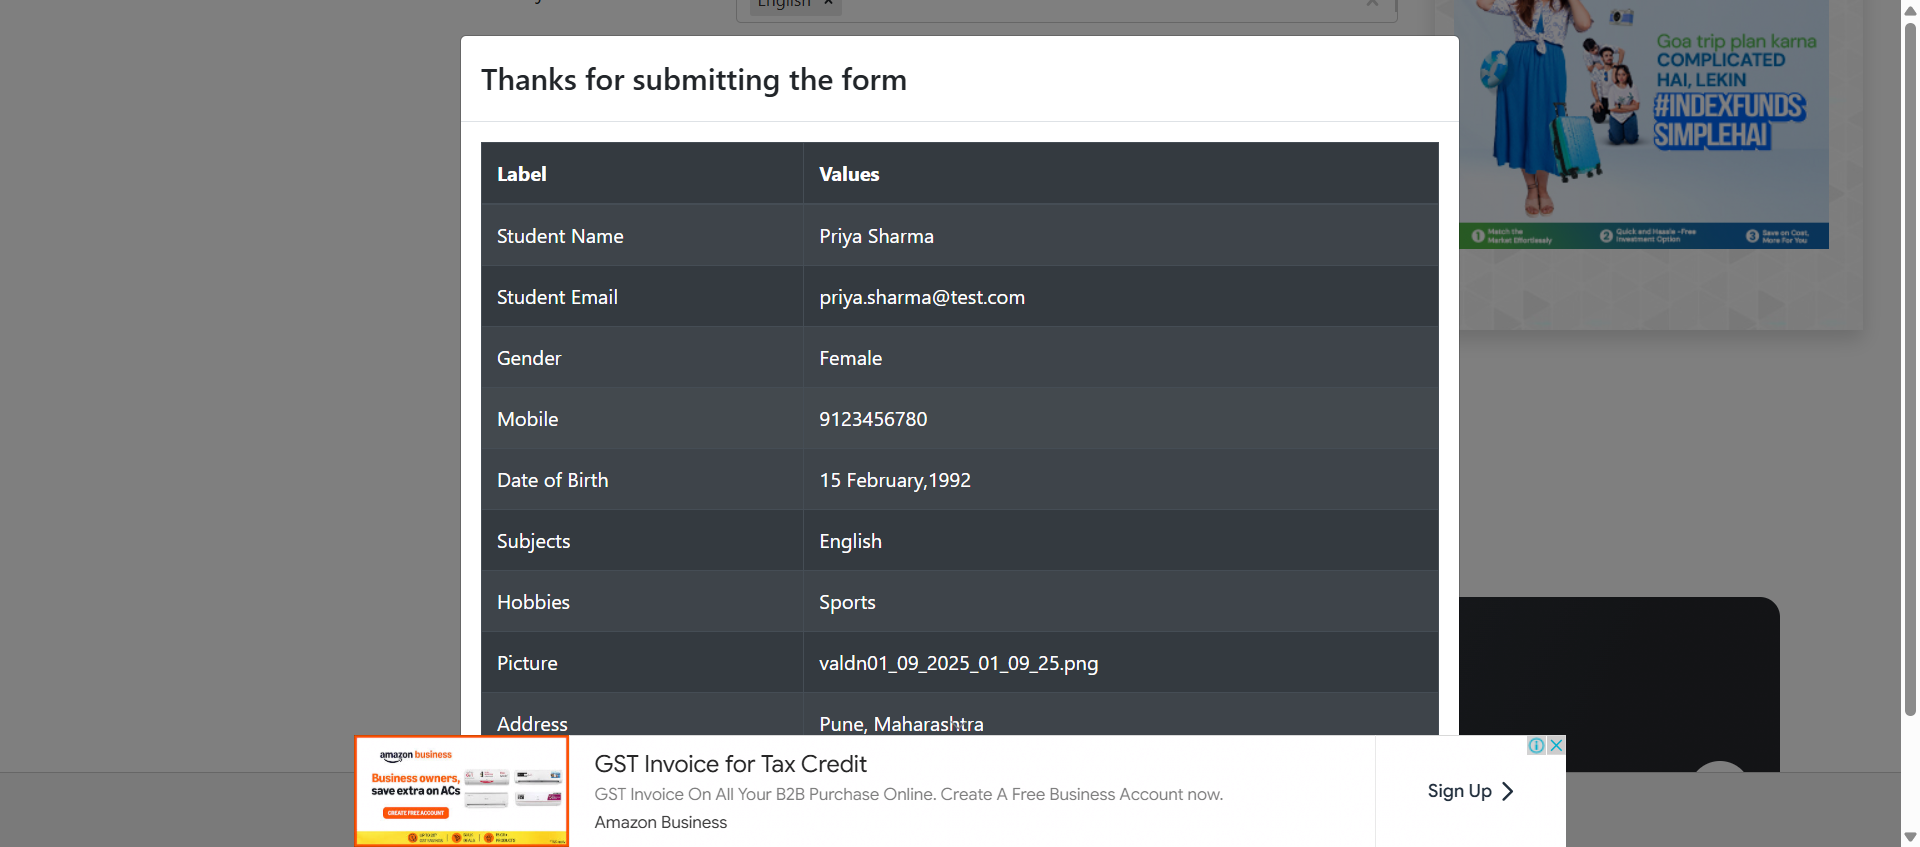 English ×
Thanks for submitting the form
Label Values
Student Name Priya Sharma
Student Email priya.sharma@test.com
Gender Female
Mobile 9123456780
Date of Birth 15 February,1992
Subjects English
Hobbies Sports
Picture valdn01_09_2025_01_09_25.png
Address Pune, Maharashtra
Goa trip plan karna
COMPLICATED
HAI, LEKIN
#INDEXFUNDS
SIMPLEHAI
1 Match the
Market Effortlessly
2 Quick and Hassle -Free
Investment Option
3 Save on Cost,
More For You
amazon business
Business owners,
save extra on ACs
CREATE FREE ACCOUNT
GST Invoice for Tax Credit
GST Invoice On All Your B2B Purchase Online. Create A Free Business Account now.
Amazon Business
Sign Up